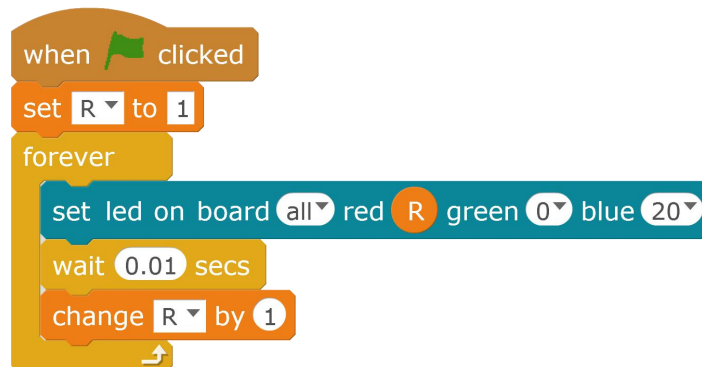 when clicked
set R to 1
forever
set led on board all red R green 0 blue 20
wait 0.01 secs
change R by 1